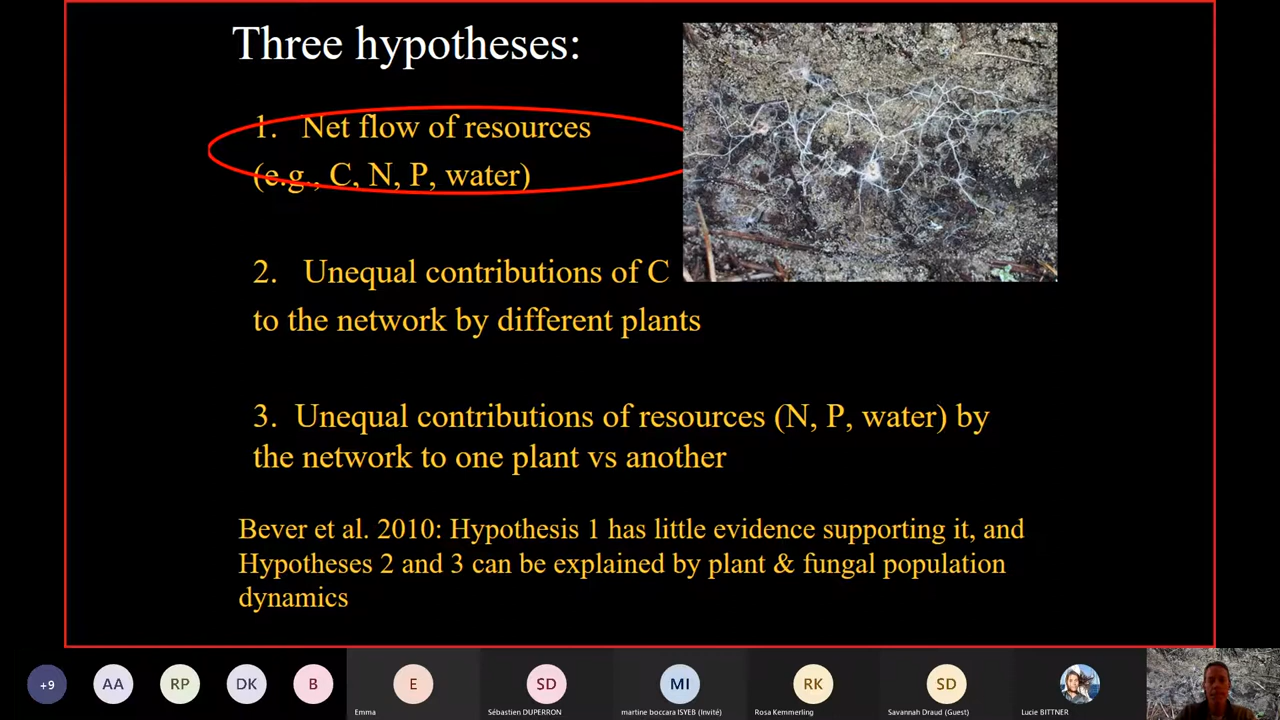 Three hypotheses:
1. Net flow of resources
(e.g., C, N, P, water)
2. Unequal contributions of C
to the network by different plants
3. Unequal contributions of resources (N, P, water) by
the network to one plant vs another
Bever et al. 2010: Hypothesis 1 has little evidence supporting it, and
Hypotheses 2 and 3 can be explained by plant & fungal population
dynamics
+9
AA
RP
DK
B
E
SD
MI
RK
SD
Emma
Sébastien DUPERRON
martine boccara ISYEB (Invité)
Rosa Kemmerling
Savannah Draud (Guest)
Lucie BITTNER